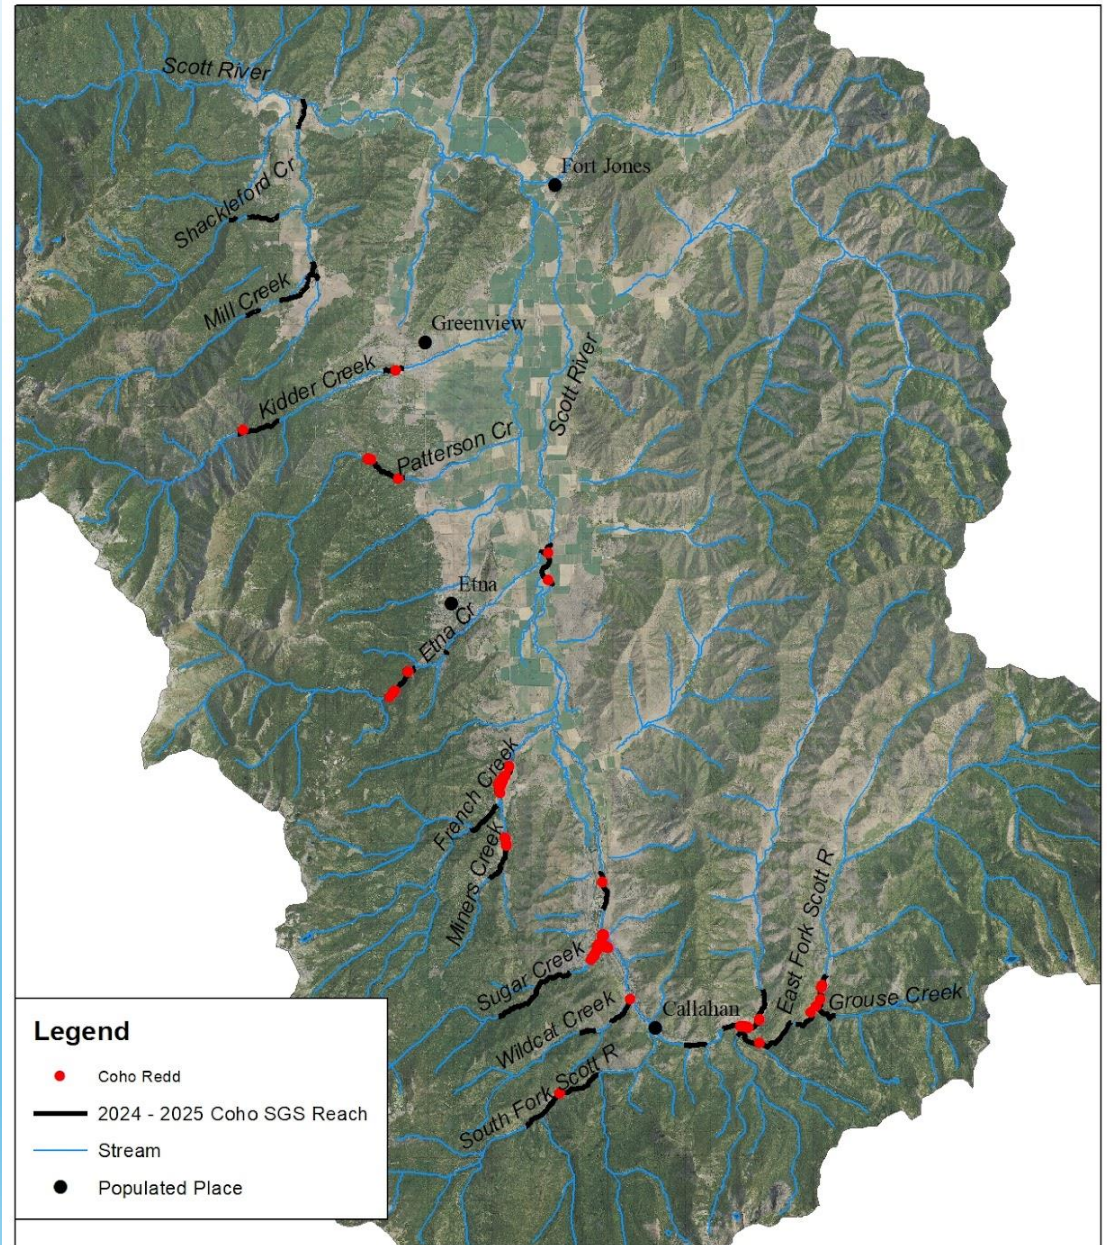 Scott River
Fort Jones
Shackleford Cr
Mill Creek
Greenview
Scott River
Kidder Creek
Patterson Cr
Etna
Etna Cr
French Creek
Miners Creek
East Fork Scott R
Sugar Creek
Grouse Creek
Wildcat Creek
Callahan
South Fork Scott R
Legend
Coho Redd
2024 - 2025 Coho SGS Reach
Stream
Populated Place